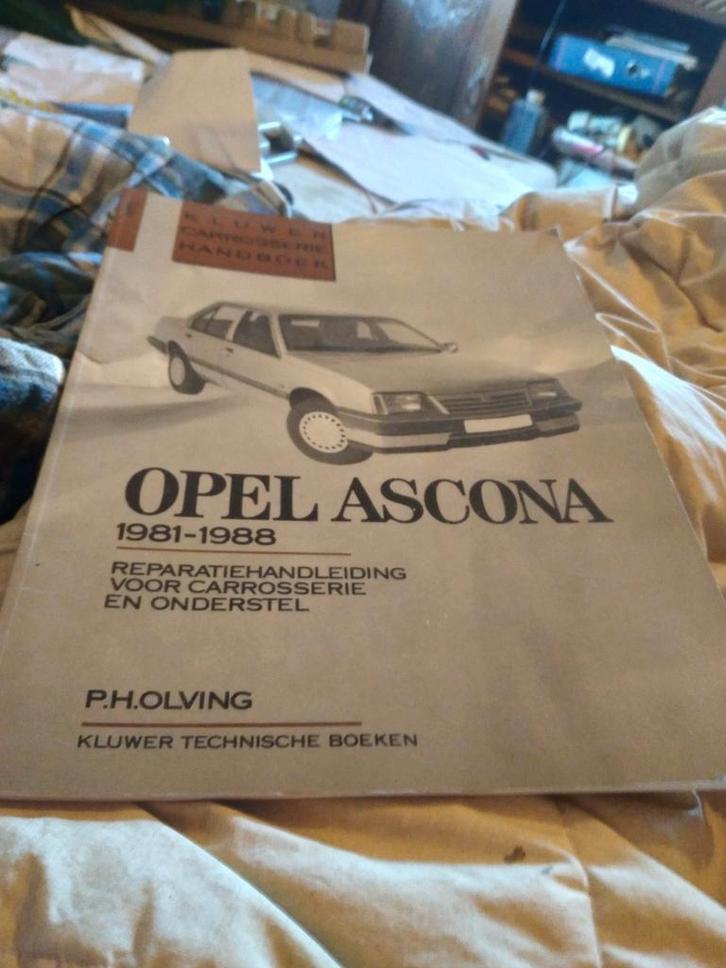 KLUWER
CARROSSERIE
HANDBOEK
OPEL ASCONA
1981-1988
REPARATIEHANDLEIDING
VOOR CARROSSERIE
EN ONDERSTEL
P.H.OLVING
KLUWER TECHNISCHE BOEKEN